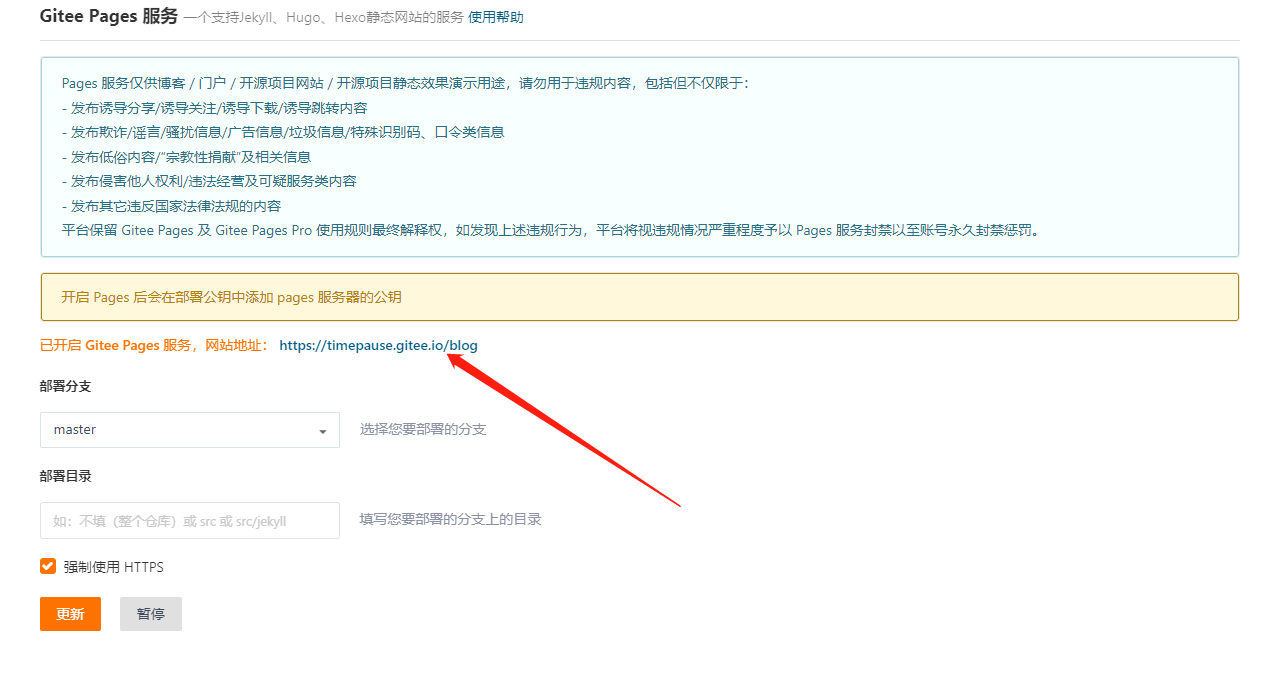 Gitee Pages 服务 一个支持Jekyll、Hugo、Hexo静态网站的服务 使用帮助
Pages 服务仅供博客 / 门户 / 开源项目网站 / 开源项目静态效果演示用途，请勿用于违规内容，包括但不仅限于：
- 发布诱导分享/诱导关注/诱导下载/诱导跳转内容
- 发布欺诈/谣言/骚扰信息/广告信息/垃圾信息/特殊识别码、口令类信息
- 发布低俗内容/“宗教性捐献”及相关信息
- 发布侵害他人权利/违法经营及可疑服务类内容
- 发布其它违反国家法律法规的内容
平台保留 Gitee Pages 及 Gitee Pages Pro 使用规则最终解释权，如发现上述违规行为，平台将视违规情况严重程度予以 Pages 服务封禁以至账号永久封禁惩罚。
开启 Pages 后会在部署公钥中添加 pages 服务器的公钥
已开启 Gitee Pages 服务，网站地址： https://timepause.gitee.io/blog
部署分支
master 选择您要部署的分支
部署目录
如：不填（整个仓库）或 src 或 src/jekyll 填写您要部署的分支上的目录
强制使用 HTTPS
更新 暂停